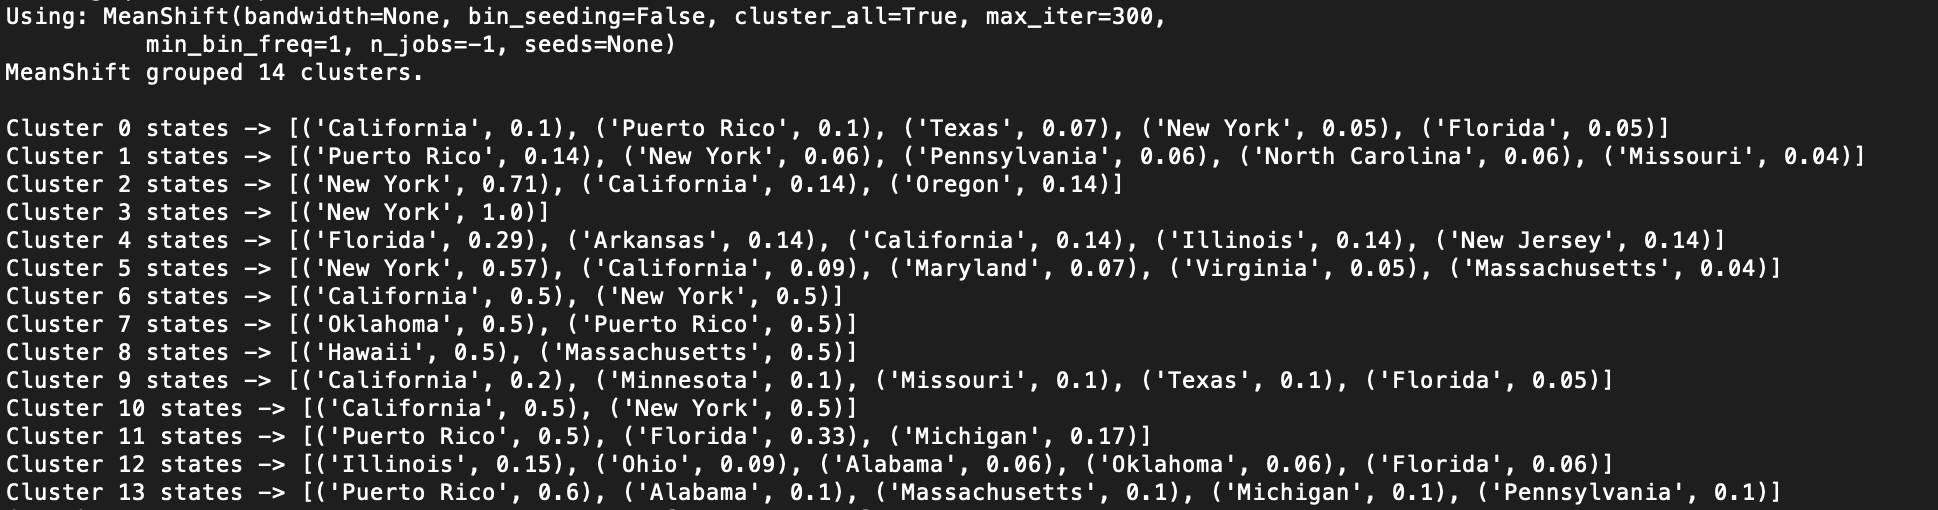 Using: MeanShift(bandwidth=None, bin_seeding=False, cluster_all=True, max_iter=300,
          min_bin_freq=1, n_jobs=-1, seeds=None)
MeanShift grouped 14 clusters.

Cluster 0 states -> [('California', 0.1), ('Puerto Rico', 0.1), ('Texas', 0.07), ('New York', 0.05), ('Florida', 0.05)]
Cluster 1 states -> [('Puerto Rico', 0.14), ('New York', 0.06), ('Pennsylvania', 0.06), ('North Carolina', 0.06), ('Missouri', 0.04)]
Cluster 2 states -> [('New York', 0.71), ('California', 0.14), ('Oregon', 0.14)]
Cluster 3 states -> [('New York', 1.0)]
Cluster 4 states -> [('Florida', 0.29), ('Arkansas', 0.14), ('California', 0.14), ('Illinois', 0.14), ('New Jersey', 0.14)]
Cluster 5 states -> [('New York', 0.57), ('California', 0.09), ('Maryland', 0.07), ('Virginia', 0.05), ('Massachusetts', 0.04)]
Cluster 6 states -> [('California', 0.5), ('New York', 0.5)]
Cluster 7 states -> [('Oklahoma', 0.5), ('Puerto Rico', 0.5)]
Cluster 8 states -> [('Hawaii', 0.5), ('Massachusetts', 0.5)]
Cluster 9 states -> [('California', 0.2), ('Minnesota', 0.1), ('Missouri', 0.1), ('Texas', 0.1), ('Florida', 0.05)]
Cluster 10 states -> [('California', 0.5), ('New York', 0.5)]
Cluster 11 states -> [('Puerto Rico', 0.5), ('Florida', 0.33), ('Michigan', 0.17)]
Cluster 12 states -> [('Illinois', 0.15), ('Ohio', 0.09), ('Alabama', 0.06), ('Oklahoma', 0.06), ('Florida', 0.06)]
Cluster 13 states -> [('Puerto Rico', 0.6), ('Alabama', 0.1), ('Massachusetts', 0.1), ('Michigan', 0.1), ('Pennsylvania', 0.1)]